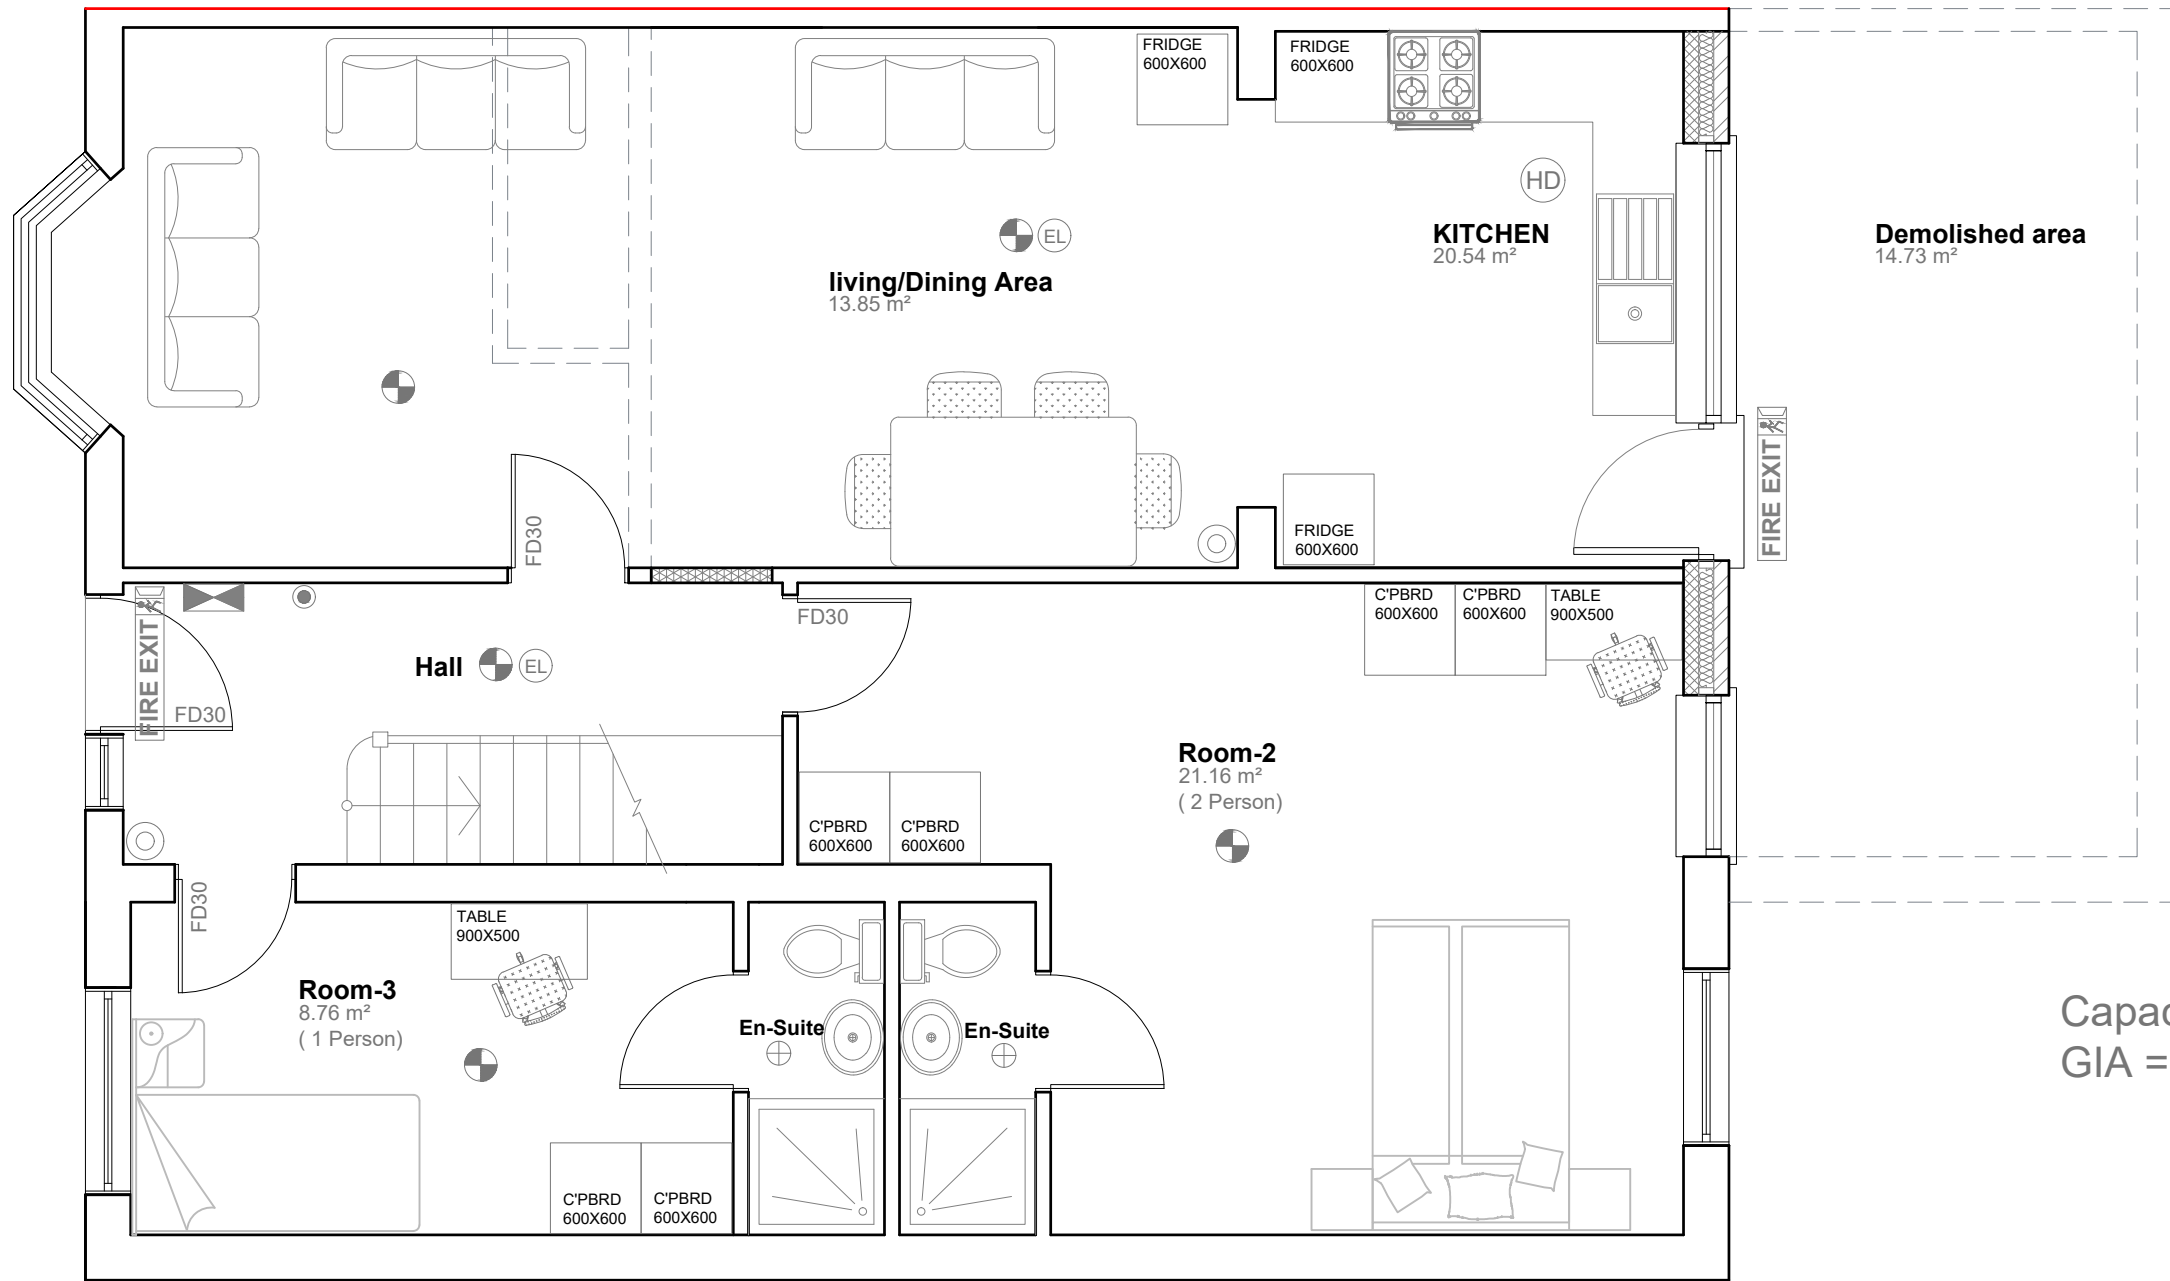 FRIDGE
600X600
FRIDGE
600X600
HD
KITCHEN
20.54 m²
Demolished area
14.73 m²
EL
living/Dining Area
13.85 m²
FIRE EXIT
FD30
FRIDGE
600X600
FIRE EXIT
FD30
Hall
EL
FD30
C'PBRD
600X600
C'PBRD
600X600
TABLE
900X500
Room-2
21.16 m²
( 2 Person)
C'PBRD
600X600
C'PBRD
600X600
FD30
TABLE
900X500
Room-3
8.76 m²
( 1 Person)
En-Suite
En-Suite
C'PBRD
600X600
C'PBRD
600X600
Capac
GIA =